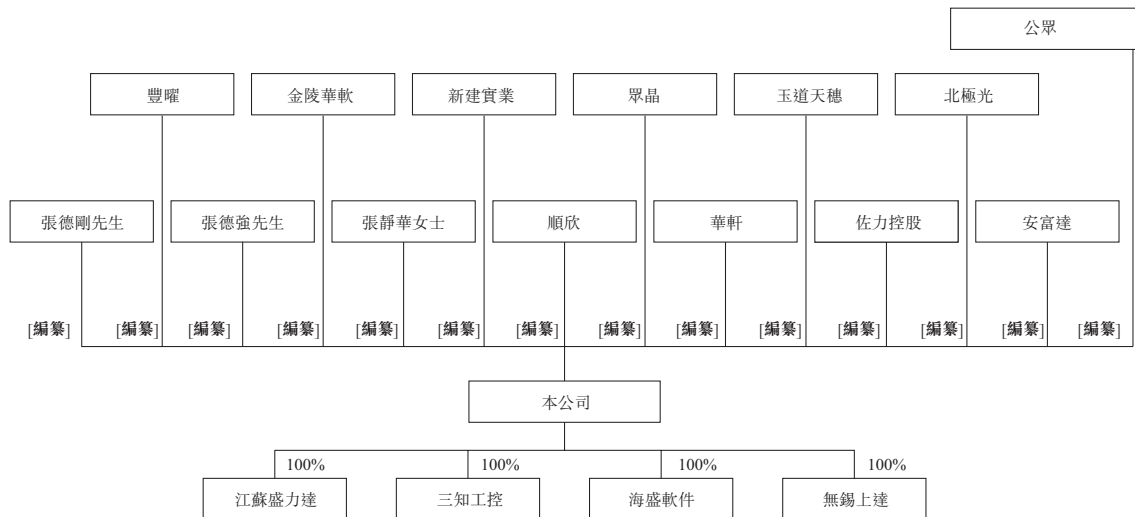 公眾
豐曜 金陵華軟 新建實業 眾晶 玉道天穗 北極光
張德剛先生 張德強先生 張靜華女士 順欣 華軒 佐力控股 安富達
[編纂] [編纂] [編纂] [編纂] [編纂] [編纂] [編纂] [編纂] [編纂] [編纂] [編纂] [編纂] [編纂] [編纂]
本公司
100% 100% 100% 100%
江蘇盛力達 三知工控 海盛軟件 無錫上達